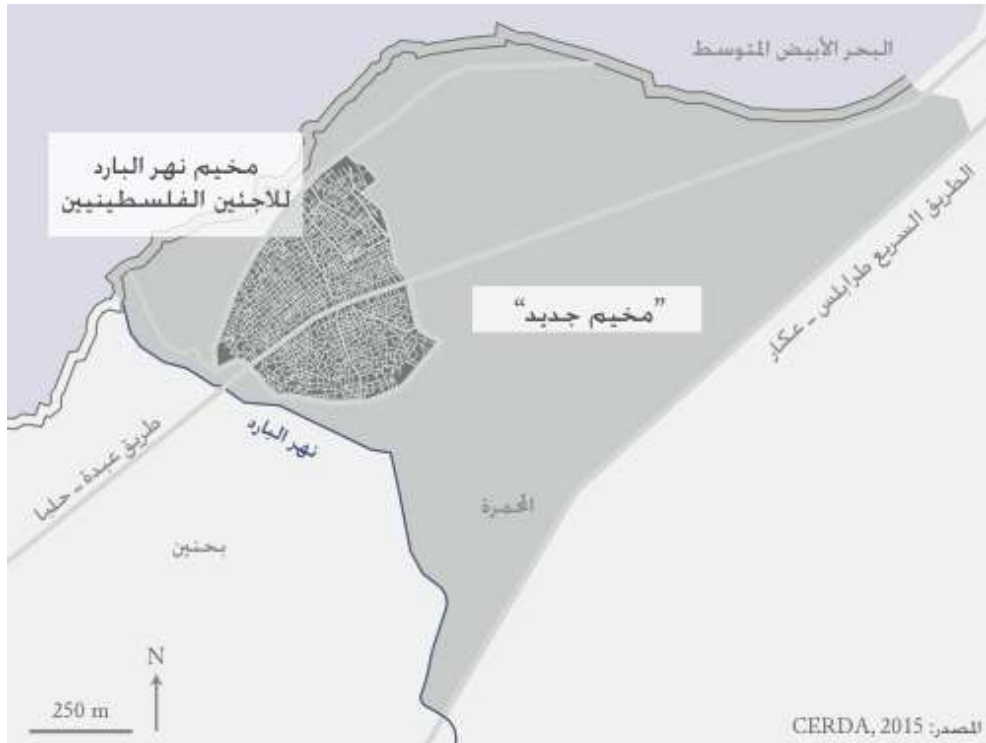 البحر الأبيض المتوسط
مخيم نهر البارد
للاجئين الفلسطينيين
الطريق السريع طرابلس - عكار
”مخيم جديد“
نهر البارد
طريق عبدة - حلبا
المحمرة
بحنين
N
250 m
المصدر: CERDA, 2015